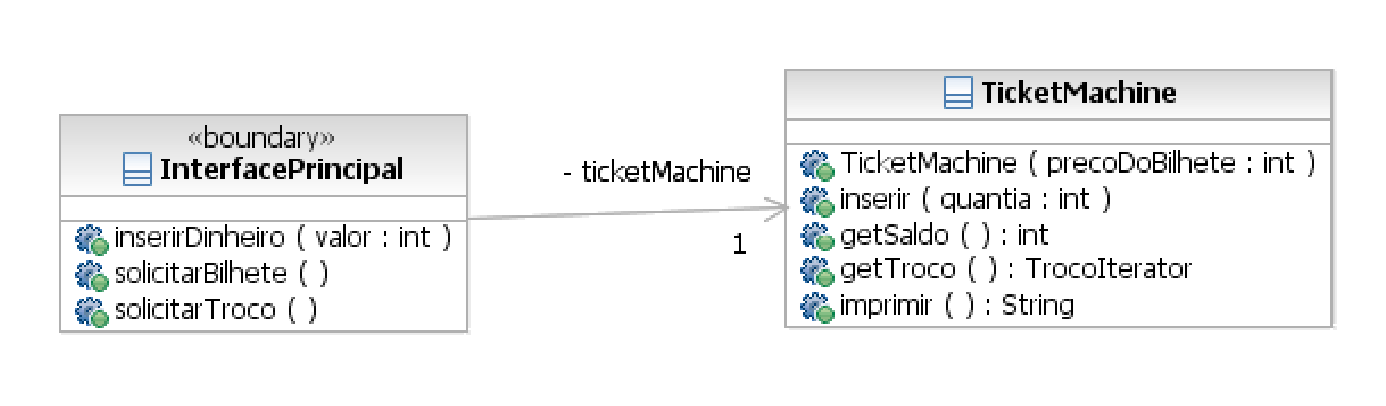 «boundary»
InterfacePrincipal
inserirDinheiro ( valor : int )
solicitarBilhete ( )
solicitarTroco ( )
- ticketMachine
1
TicketMachine
TicketMachine ( precoDoBilhete : int )
inserir ( quantia : int )
getSaldo ( ) : int
getTroco ( ) : TrocoIterator
imprimir ( ) : String